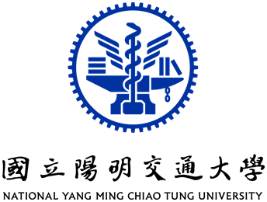 國立陽明交通大學
NATIONAL YANG MING CHIAO TUNG UNIVERSITY